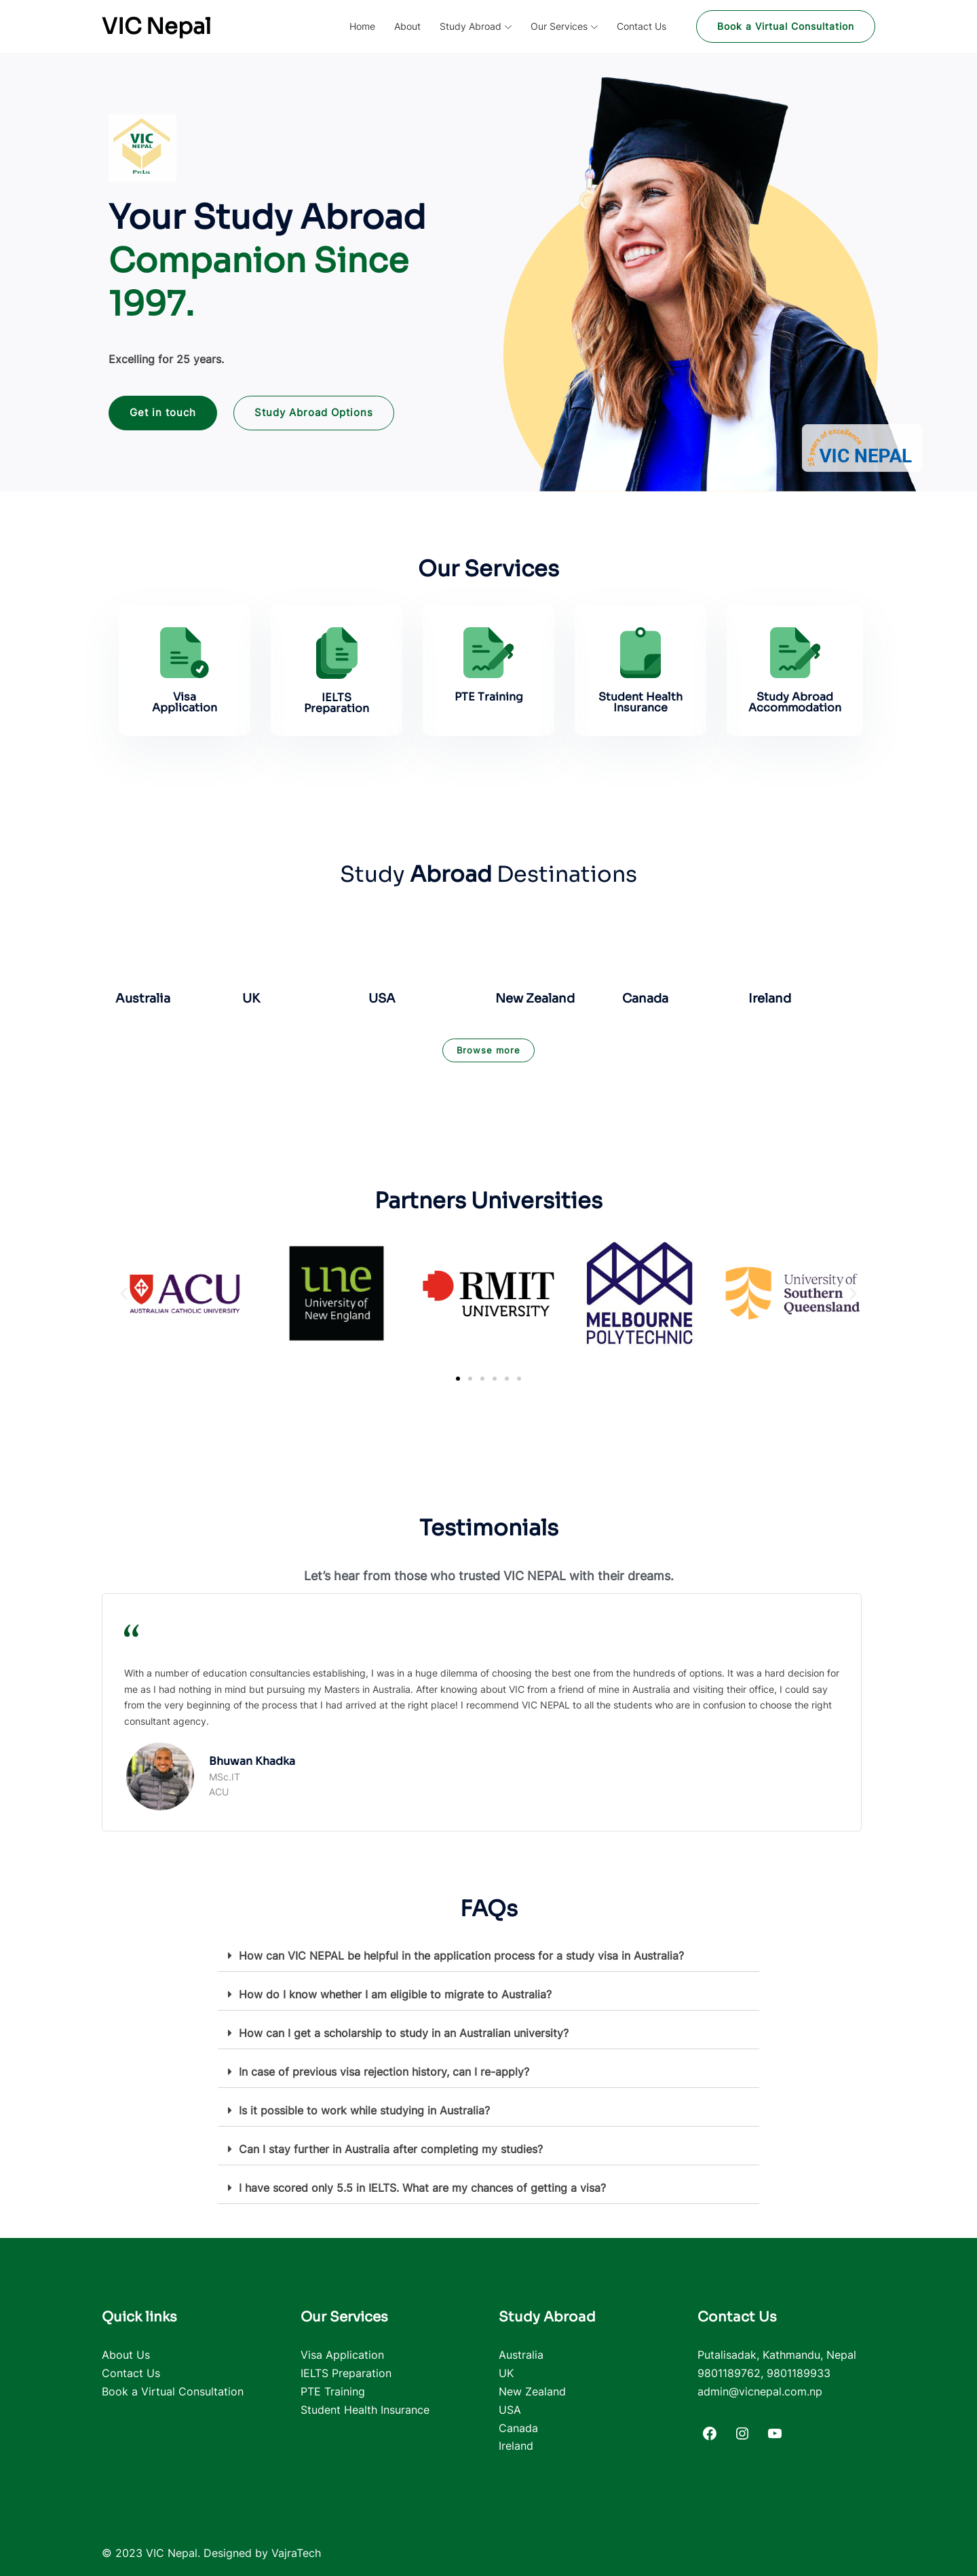 VIC Nepal
Home
About
Study Abroad
Our Services
Contact Us
Book a Virtual Consultation
VIC
NEPAL
Pvt.Ltd.
Your Study Abroad
Companion Since
1997.
Excelling for 25 years.
Get in touch
Study Abroad Options
25 years of excellence
VIC NEPAL
Our Services
Visa
Application
IELTS
Preparation
PTE Training
Student Health
Insurance
Study Abroad
Accommodation
Study Abroad Destinations
Australia
UK
USA
New Zealand
Canada
Ireland
Browse more
Partners Universities
ACU
AUSTRALIAN CATHOLIC UNIVERSITY
une
University of
New England
RMIT
UNIVERSITY
MELBOURNE
POLYTECHNIC
University of
Southern
Queensland
Testimonials
Let’s hear from those who trusted VIC NEPAL with their dreams.
“
With a number of education consultancies establishing, I was in a huge dilemma of choosing the best one from the hundreds of options. It was a hard decision for
me as I had nothing in mind but pursuing my Masters in Australia. After knowing about VIC from a friend of mine in Australia and visiting their office, I could say
from the very beginning of the process that I had arrived at the right place! I recommend VIC NEPAL to all the students who are in confusion to choose the right
consultant agency.
Bhuwan Khadka
MSc.IT
ACU
FAQs
How can VIC NEPAL be helpful in the application process for a study visa in Australia?
How do I know whether I am eligible to migrate to Australia?
How can I get a scholarship to study in an Australian university?
In case of previous visa rejection history, can I re-apply?
Is it possible to work while studying in Australia?
Can I stay further in Australia after completing my studies?
I have scored only 5.5 in IELTS. What are my chances of getting a visa?
Quick links
About Us
Contact Us
Book a Virtual Consultation
Our Services
Visa Application
IELTS Preparation
PTE Training
Student Health Insurance
Study Abroad
Australia
UK
New Zealand
USA
Canada
Ireland
Contact Us
Putalisadak, Kathmandu, Nepal
9801189762, 9801189933
admin@vicnepal.com.np
© 2023 VIC Nepal. Designed by VajraTech